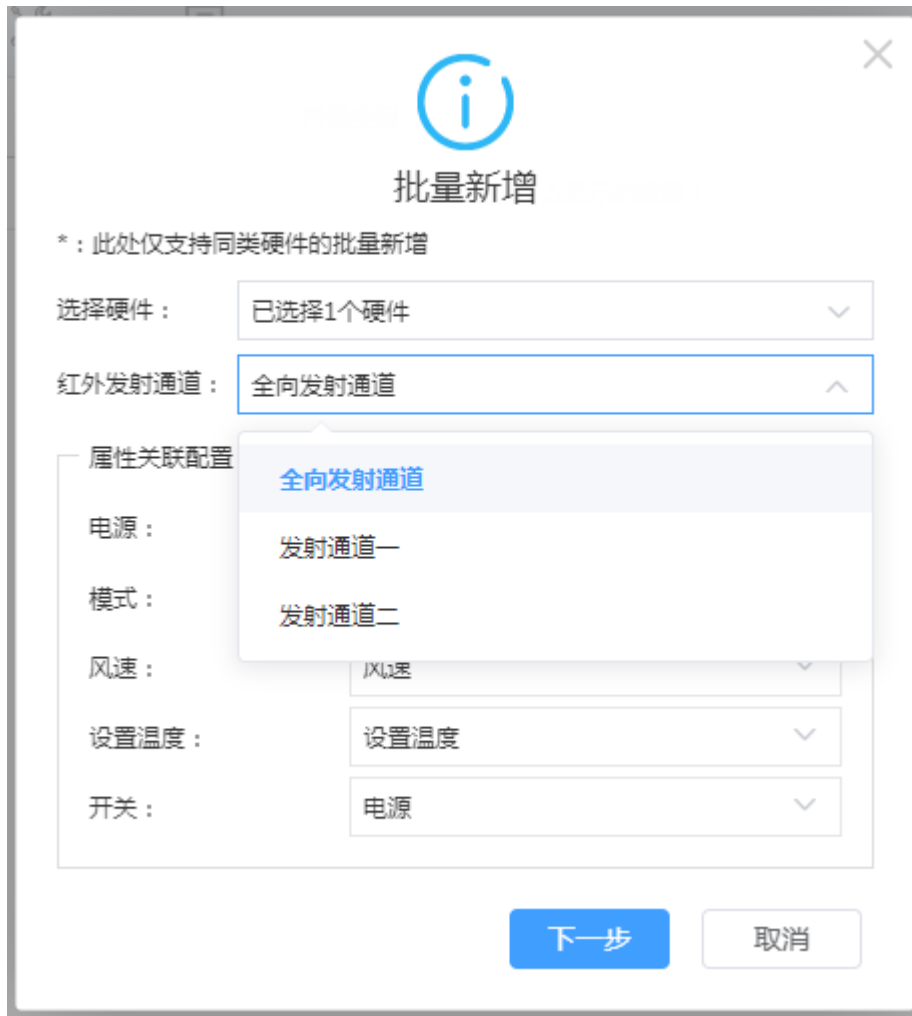 批量新增
*：此处仅支持同类硬件的批量新增
选择硬件： 已选择1个硬件
红外发射通道： 全向发射通道
属性关联配置
全向发射通道
电源：
发射通道一
模式：
发射通道二
风速： 风速
设置温度： 设置温度
开关： 电源
下一步 取消